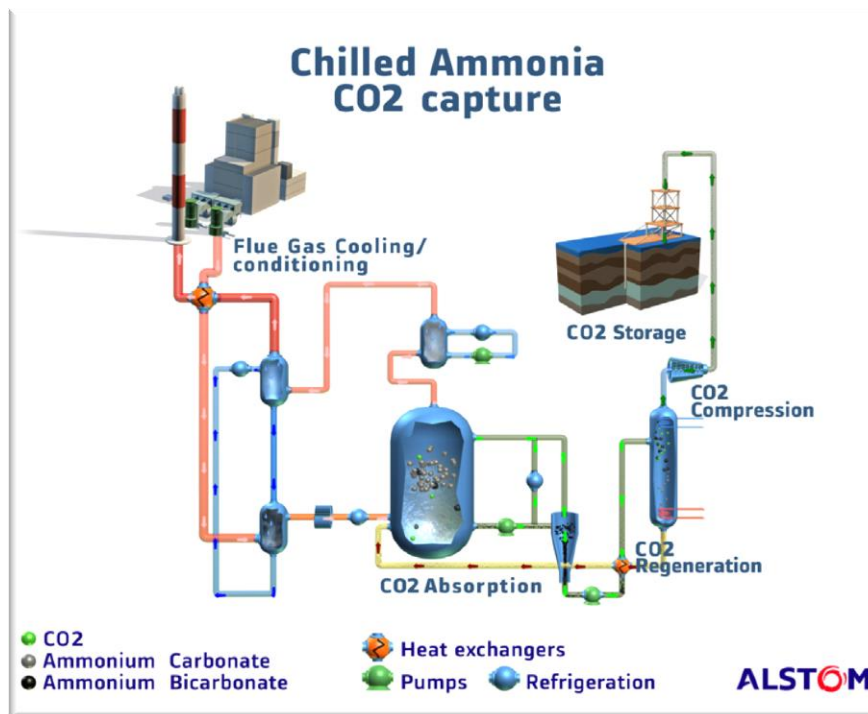 Chilled Ammonia
CO2 capture
Flue Gas Cooling/
conditioning
CO2 Storage
CO2
Compression
CO2
Regeneration
CO2 Absorption
CO2
Ammonium Carbonate
Ammonium Bicarbonate
Heat exchangers
Pumps
Refrigeration
ALSTOM